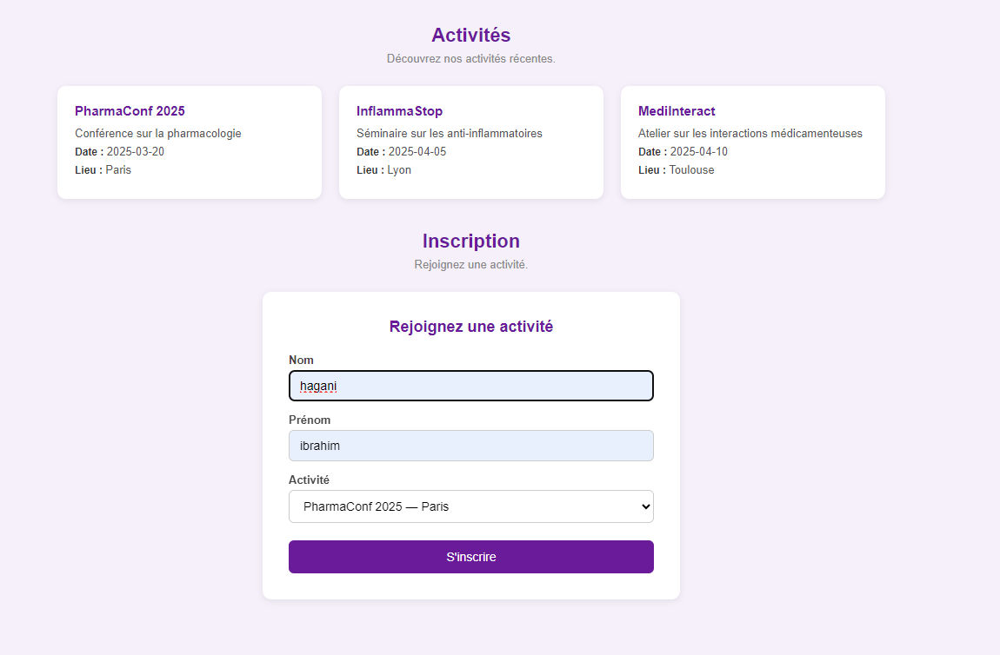 Activités
Découvrez nos activités récentes.
PharmaConf 2025
Conférence sur la pharmacologie
Date : 2025-03-20
Lieu : Paris
InflammaStop
Séminaire sur les anti-inflammatoires
Date : 2025-04-05
Lieu : Lyon
MediInteract
Atelier sur les interactions médicamenteuses
Date : 2025-04-10
Lieu : Toulouse
Inscription
Rejoignez une activité.
Rejoignez une activité
Nom
hagani
Prénom
ibrahim
Activité
PharmaConf 2025 — Paris
S'inscrire